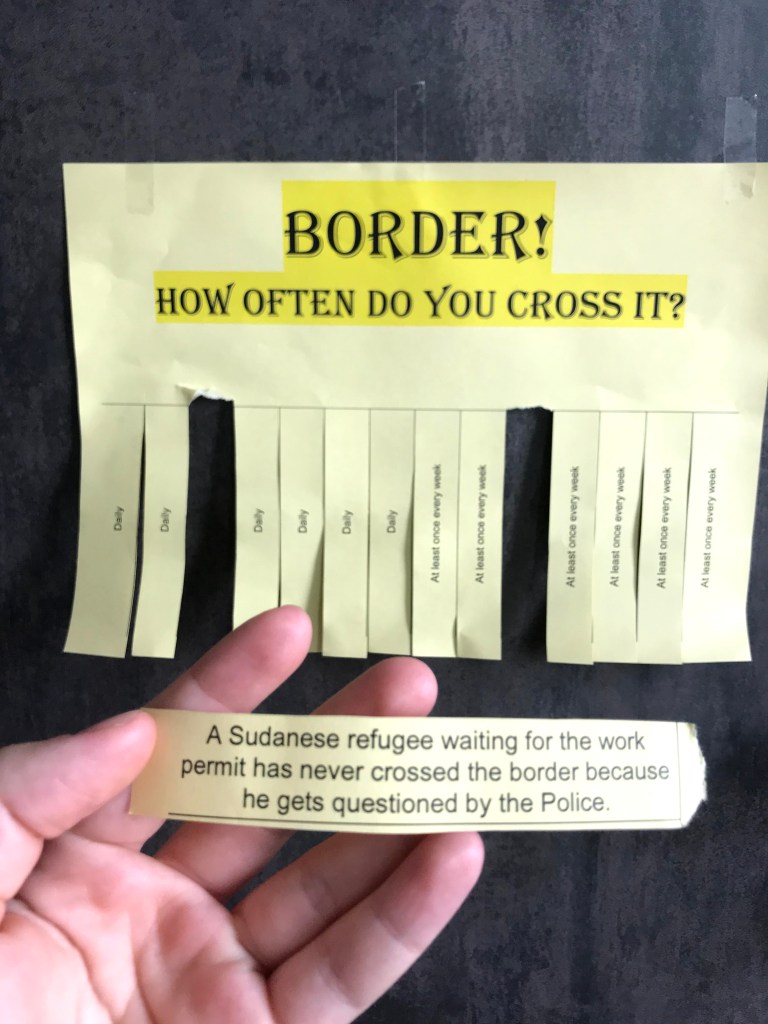 BORDER!
HOW OFTEN DO YOU CROSS IT?
Daily
Daily
Daily
Daily
Daily
Daily
At least once every week
At least once every week
At least once every week
At least once every week
At least once every week
At least once every week
A Sudanese refugee waiting for the work
permit has never crossed the border because
he gets questioned by the Police.